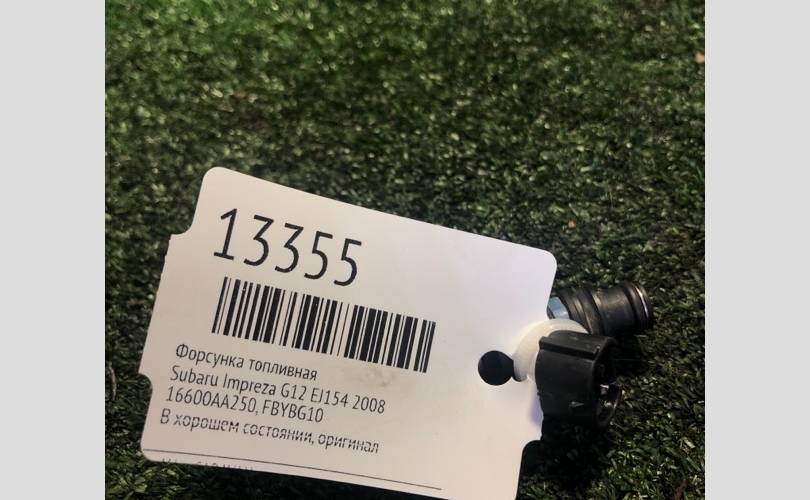 13355
Форсунка топливная
Subaru Impreza G12 EJ154 2008
16600AA250, FBYBG10
В хорошем состоянии, оригинал